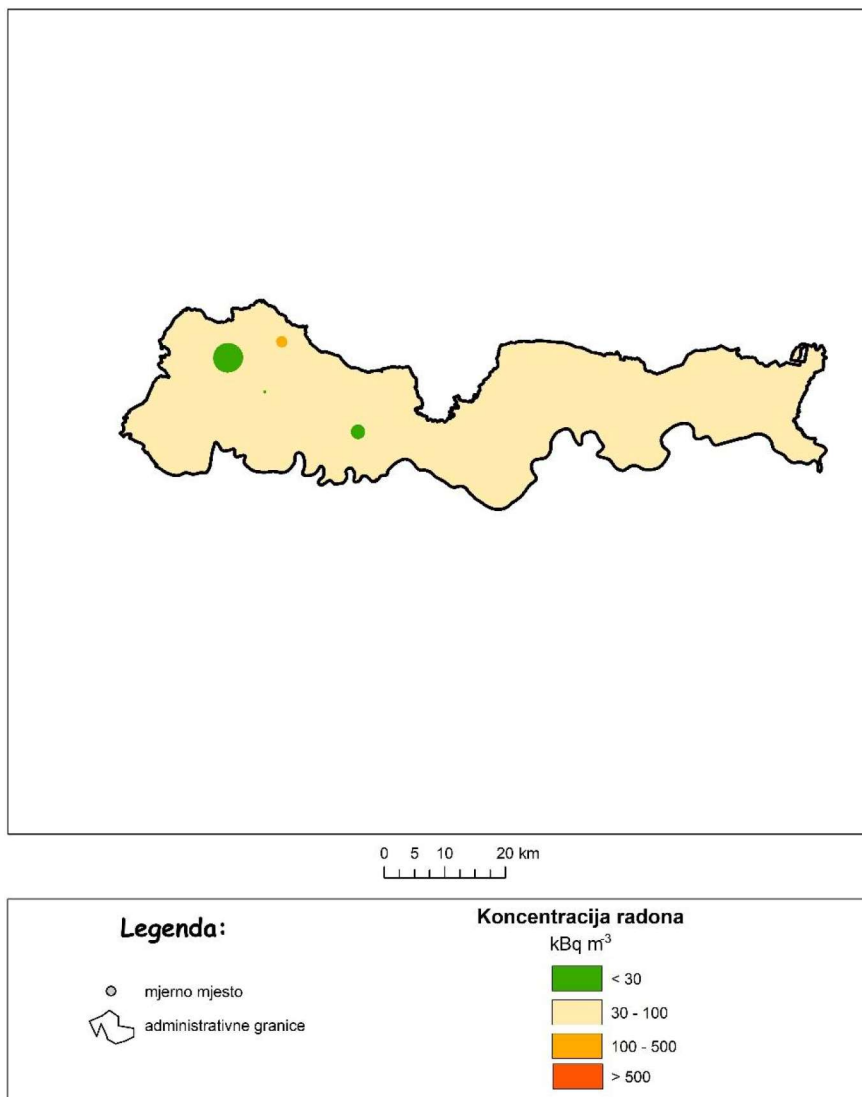 0 5 10 20 km
Legenda:
mjerno mjesto
administrativne granice
Koncentracija radona
kBq m⁻³
< 30
30 - 100
100 - 500
> 500